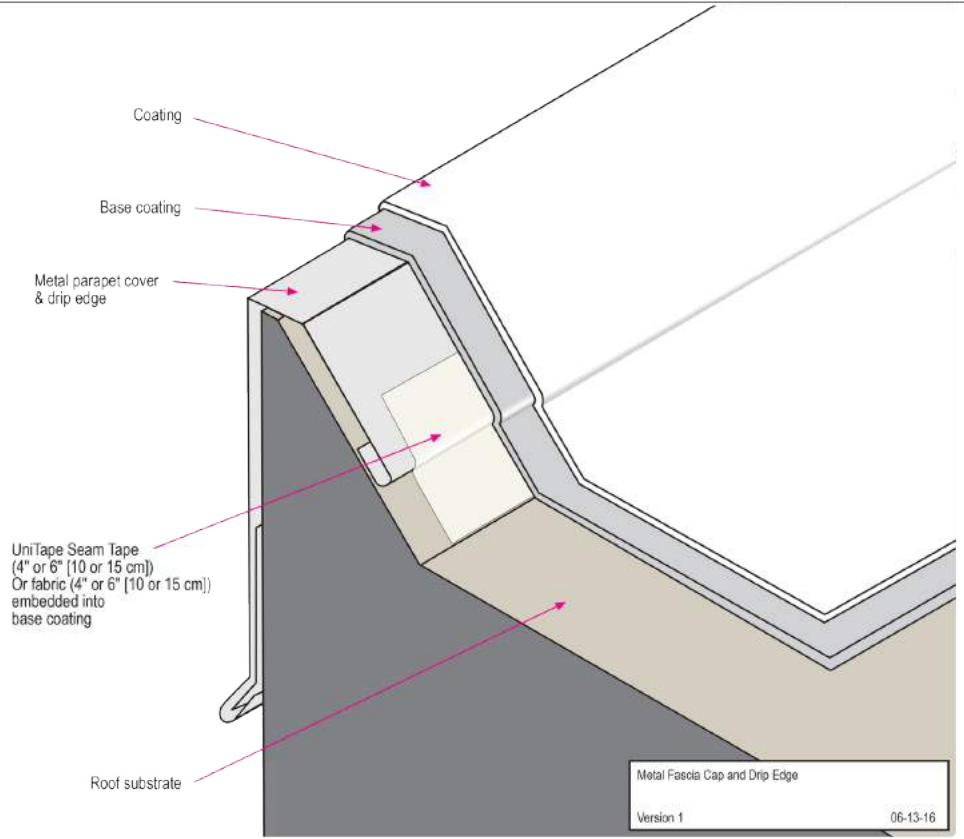 Coating
Base coating
Metal parapet cover
& drip edge
UniTape Seam Tape
(4" or 6" [10 or 15 cm])
Or fabric (4" or 6" [10 or 15 cm])
embedded into
base coating
Roof substrate
Metal Fascia Cap and Drip Edge
Version 1 06-13-16